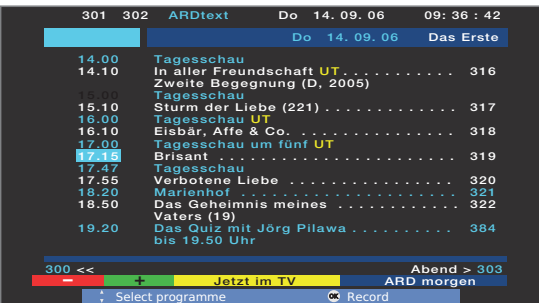 301 302 ARDtext Do 14. 09. 06 09: 36 : 42
Do 14. 09. 06 Das Erste
14.00 Tagesschau
14.10 In aller Freundschaft UT. . . . . . . . . . . 316
Zweite Begegnung (D, 2005)
15.00 Tagesschau
15.10 Sturm der Liebe (221) . . . . . . . . . . . . . 317
16.00 Tagesschau UT
16.10 Eisbär, Affe & Co. . . . . . . . . . . . . . . . 318
17.00 Tagesschau um fünf UT
17.15 Brisant . . . . . . . . . . . . . . . . . . . . . . 319
17.47 Tagesschau
17.55 Verbotene Liebe . . . . . . . . . . . . . . . . 320
18.20 Marienhof . . . . . . . . . . . . . . . . . . . . 321
18.50 Das Geheimnis meines . . . . . . . . . . . 322
Vaters (19)
19.20 Das Quiz mit Jörg Pilawa . . . . . . . . . . 384
bis 19.50 Uhr
300 << Abend > 303
− + Jetzt im TV ARD morgen
Select programme OK Record